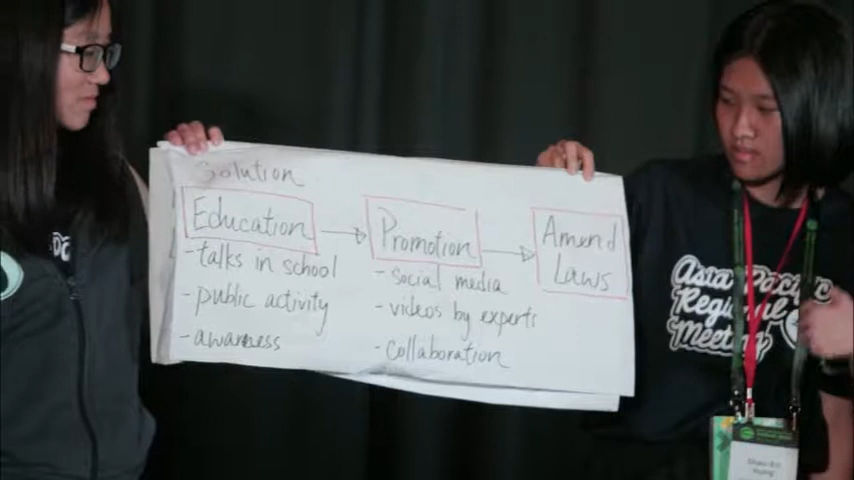 Solution
Education
- talks in school
- public activity
- awarness
Promotion
- social media
- videos by experts
- collaboration
Amend
Laws
Asia Pacific
Regional
Meeting